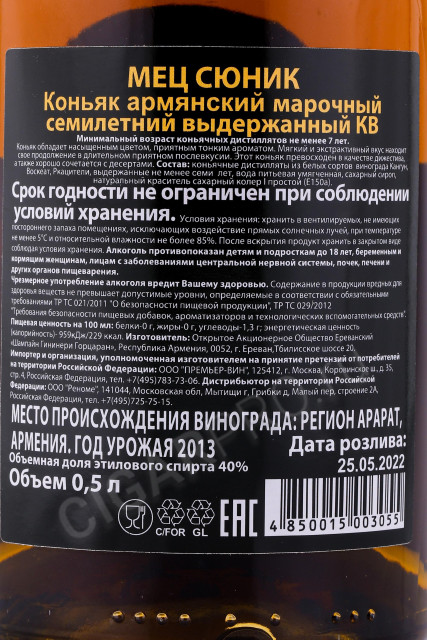 МЕЦ СЮНИК
Коньяк армянский марочный
семилетний выдержанный КВ
Минимальный возраст коньячных дистиллятов не менее 7 лет.
Коньяк обладает насыщенным цветом, приятным тонким ароматом. Мягкий и экстрактивный вкус находит
свое продолжение в длительном приятном послевкусии. Этот коньяк превосходен в качестве дижестива,
а также хорошо сочетается с десертами. Состав: коньячные дистилляты из белых сортов винограда Кангун,
Воскеат, Ркацители, выдержанные не менее семи лет, вода питьевая умягченная, сахарный сироп,
натуральный краситель сахарный колер I простой (Е150а).
Срок годности не ограничен при соблюдении
условий хранения. Условия хранения: хранить в вентилируемых, не имеющих
постороннего запаха помещениях, исключающих воздействие прямых солнечных лучей, при температуре
не менее 5°С и относительной влажности не более 85%. После вскрытия продукт хранить в закрытом виде
соблюдая условия хранения. Алкоголь противопоказан детям и подросткам до 18 лет, беременным и
кормящим женщинам, лицам с заболеваниями центральной нервной системы, почек, печени и
других органов пищеварения.
Чрезмерное употребление алкоголя вредит Вашему здоровью. Содержание в продукции вредных для
здоровья веществ не превышает допустимые уровни, определяемые в соответствии с обязательными
требованиями ТР ТС 021/2011 "О безопасности пищевой продукции", ТР ТС 029/2012
"Требования безопасности пищевых добавок, ароматизаторов и технологических вспомогательных средств".
Пищевая ценность на 100 мл: белки-0 г, жиры-0 г, углеводы-1,3 г; энергетическая ценность
(калорийность)- 959кДж/229 ккал. Изготовитель: Открытое Акционерное Общество Ереванский
«Шампайн Гининери Горцаран», Республика Армения, 0052, г. Ереван,Тбилисское шоссе 20.
Импортер и организация, уполномоченная изготовителем на принятие претензий от потребителей
на территории Российской Федерации: ООО "ПРЕМЬЕР-ВИН", 125412, г. Москва, Коровинское ш., д 35,
стр.4, Российская Федерация, тел. +7(495)783-73-06. Дистрибьютор на территории Российской
Федерации: ООО "Реноме", 141044, Московская обл, Мытищи г, Грибки д, Малый пер, строение 2А,
Российская Федерация, тел. +7(495)725-75-15.
МЕСТО ПРОИСХОЖДЕНИЯ ВИНОГРАДА: РЕГИОН АРАРАТ,
АРМЕНИЯ. ГОД УРОЖАЯ 2013
Дата розлива:
Объемная доля этилового спирта 40%
25.05.2022
Объем 0,5 л
C/FOR
GL
EAC
4 850015 003055